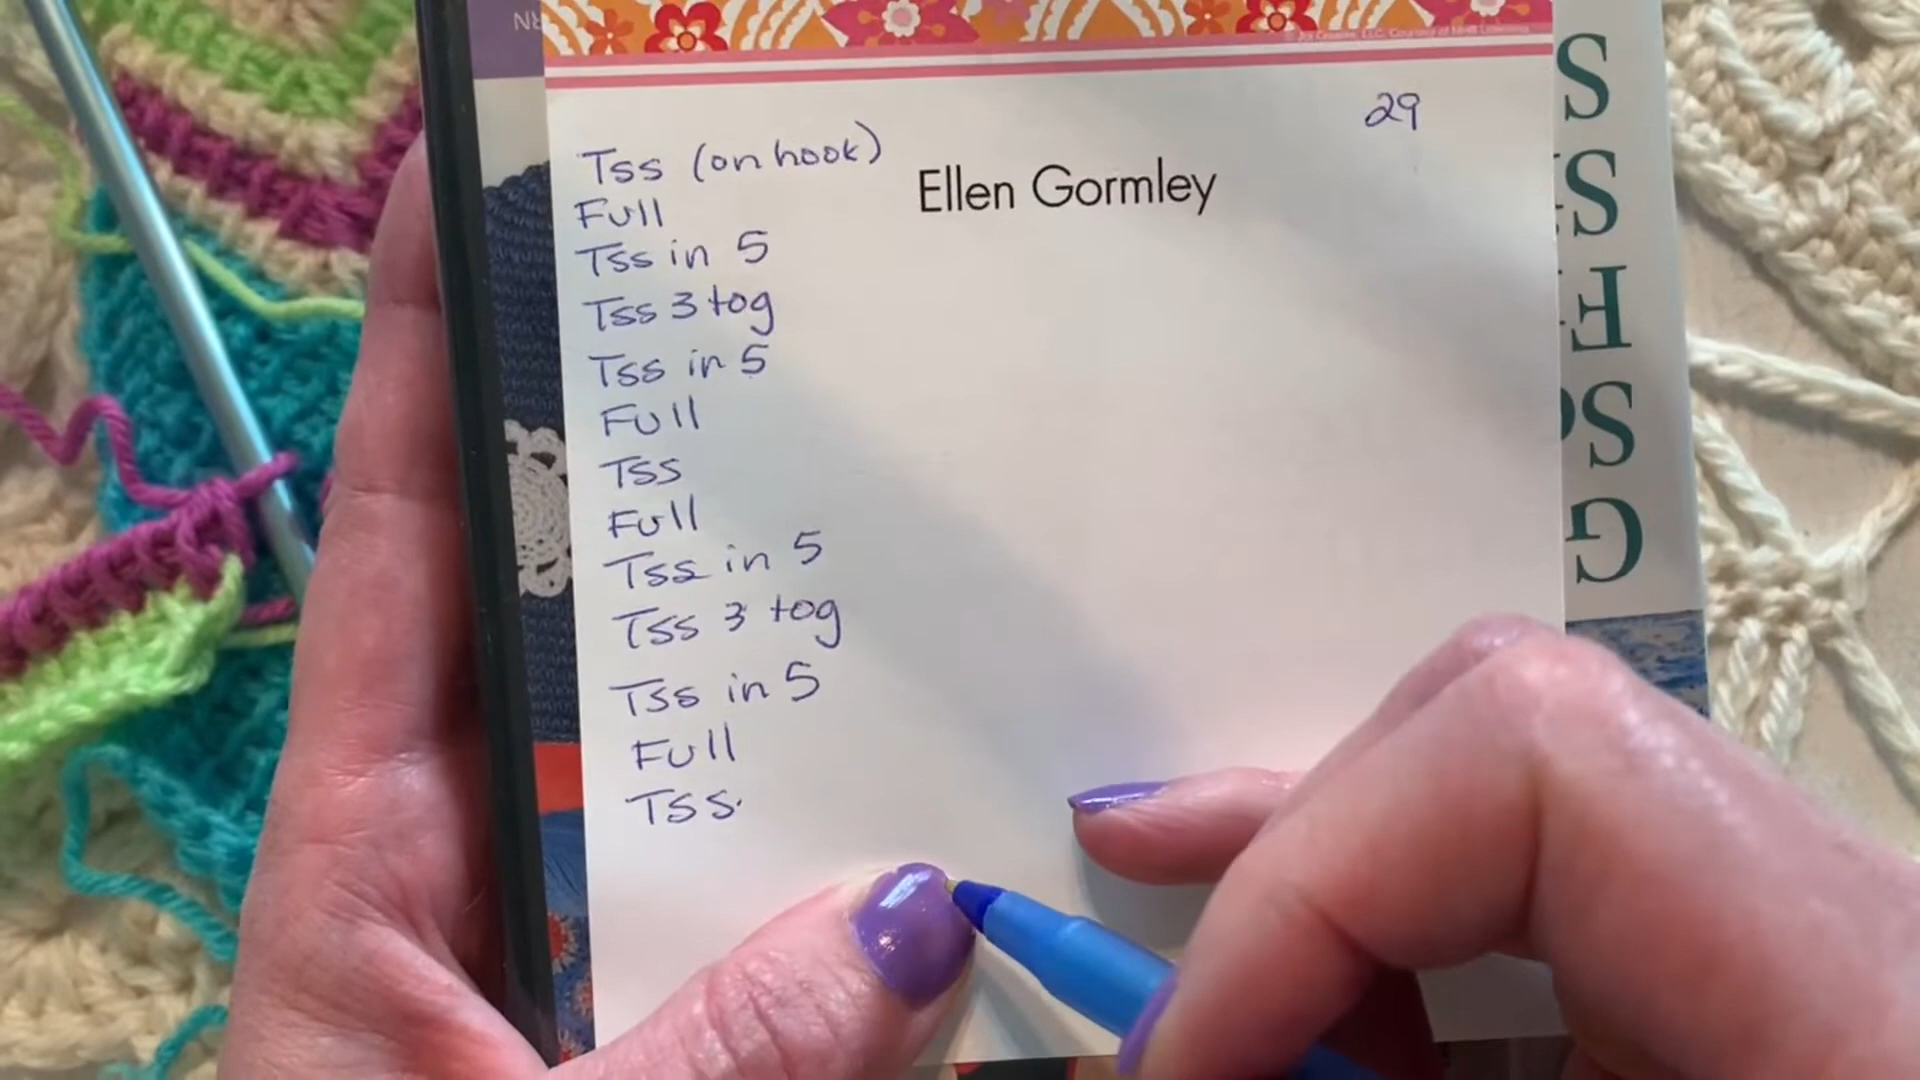 29
Tss (on hook)
Ellen Gormley
Full
Tss in 5
Tss 3 tog
Tss in 5
Full
Tss
Full
Tss in 5
Tss 3 tog
Tss in 5
Full
Tss